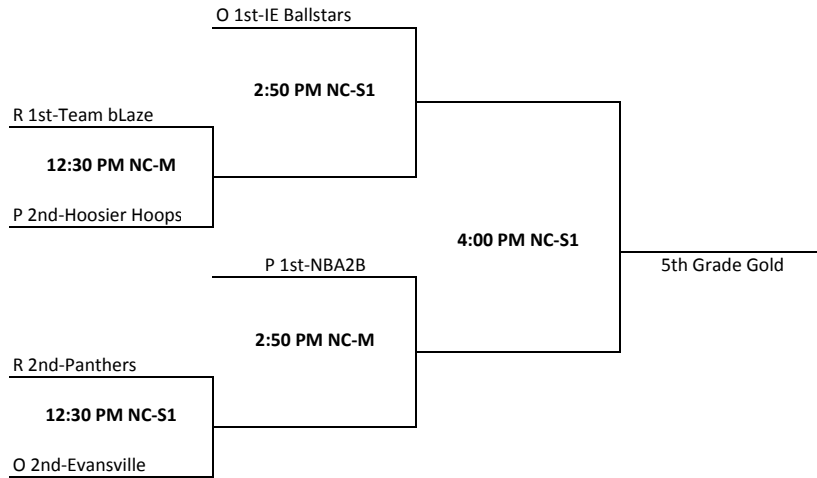 O 1st-IE Ballstars
2:50 PM NC-S1
R 1st-Team bLaze
12:30 PM NC-M
P 2nd-Hoosier Hoops
4:00 PM NC-S1
P 1st-NBA2B
5th Grade Gold
2:50 PM NC-M
R 2nd-Panthers
12:30 PM NC-S1
O 2nd-Evansville